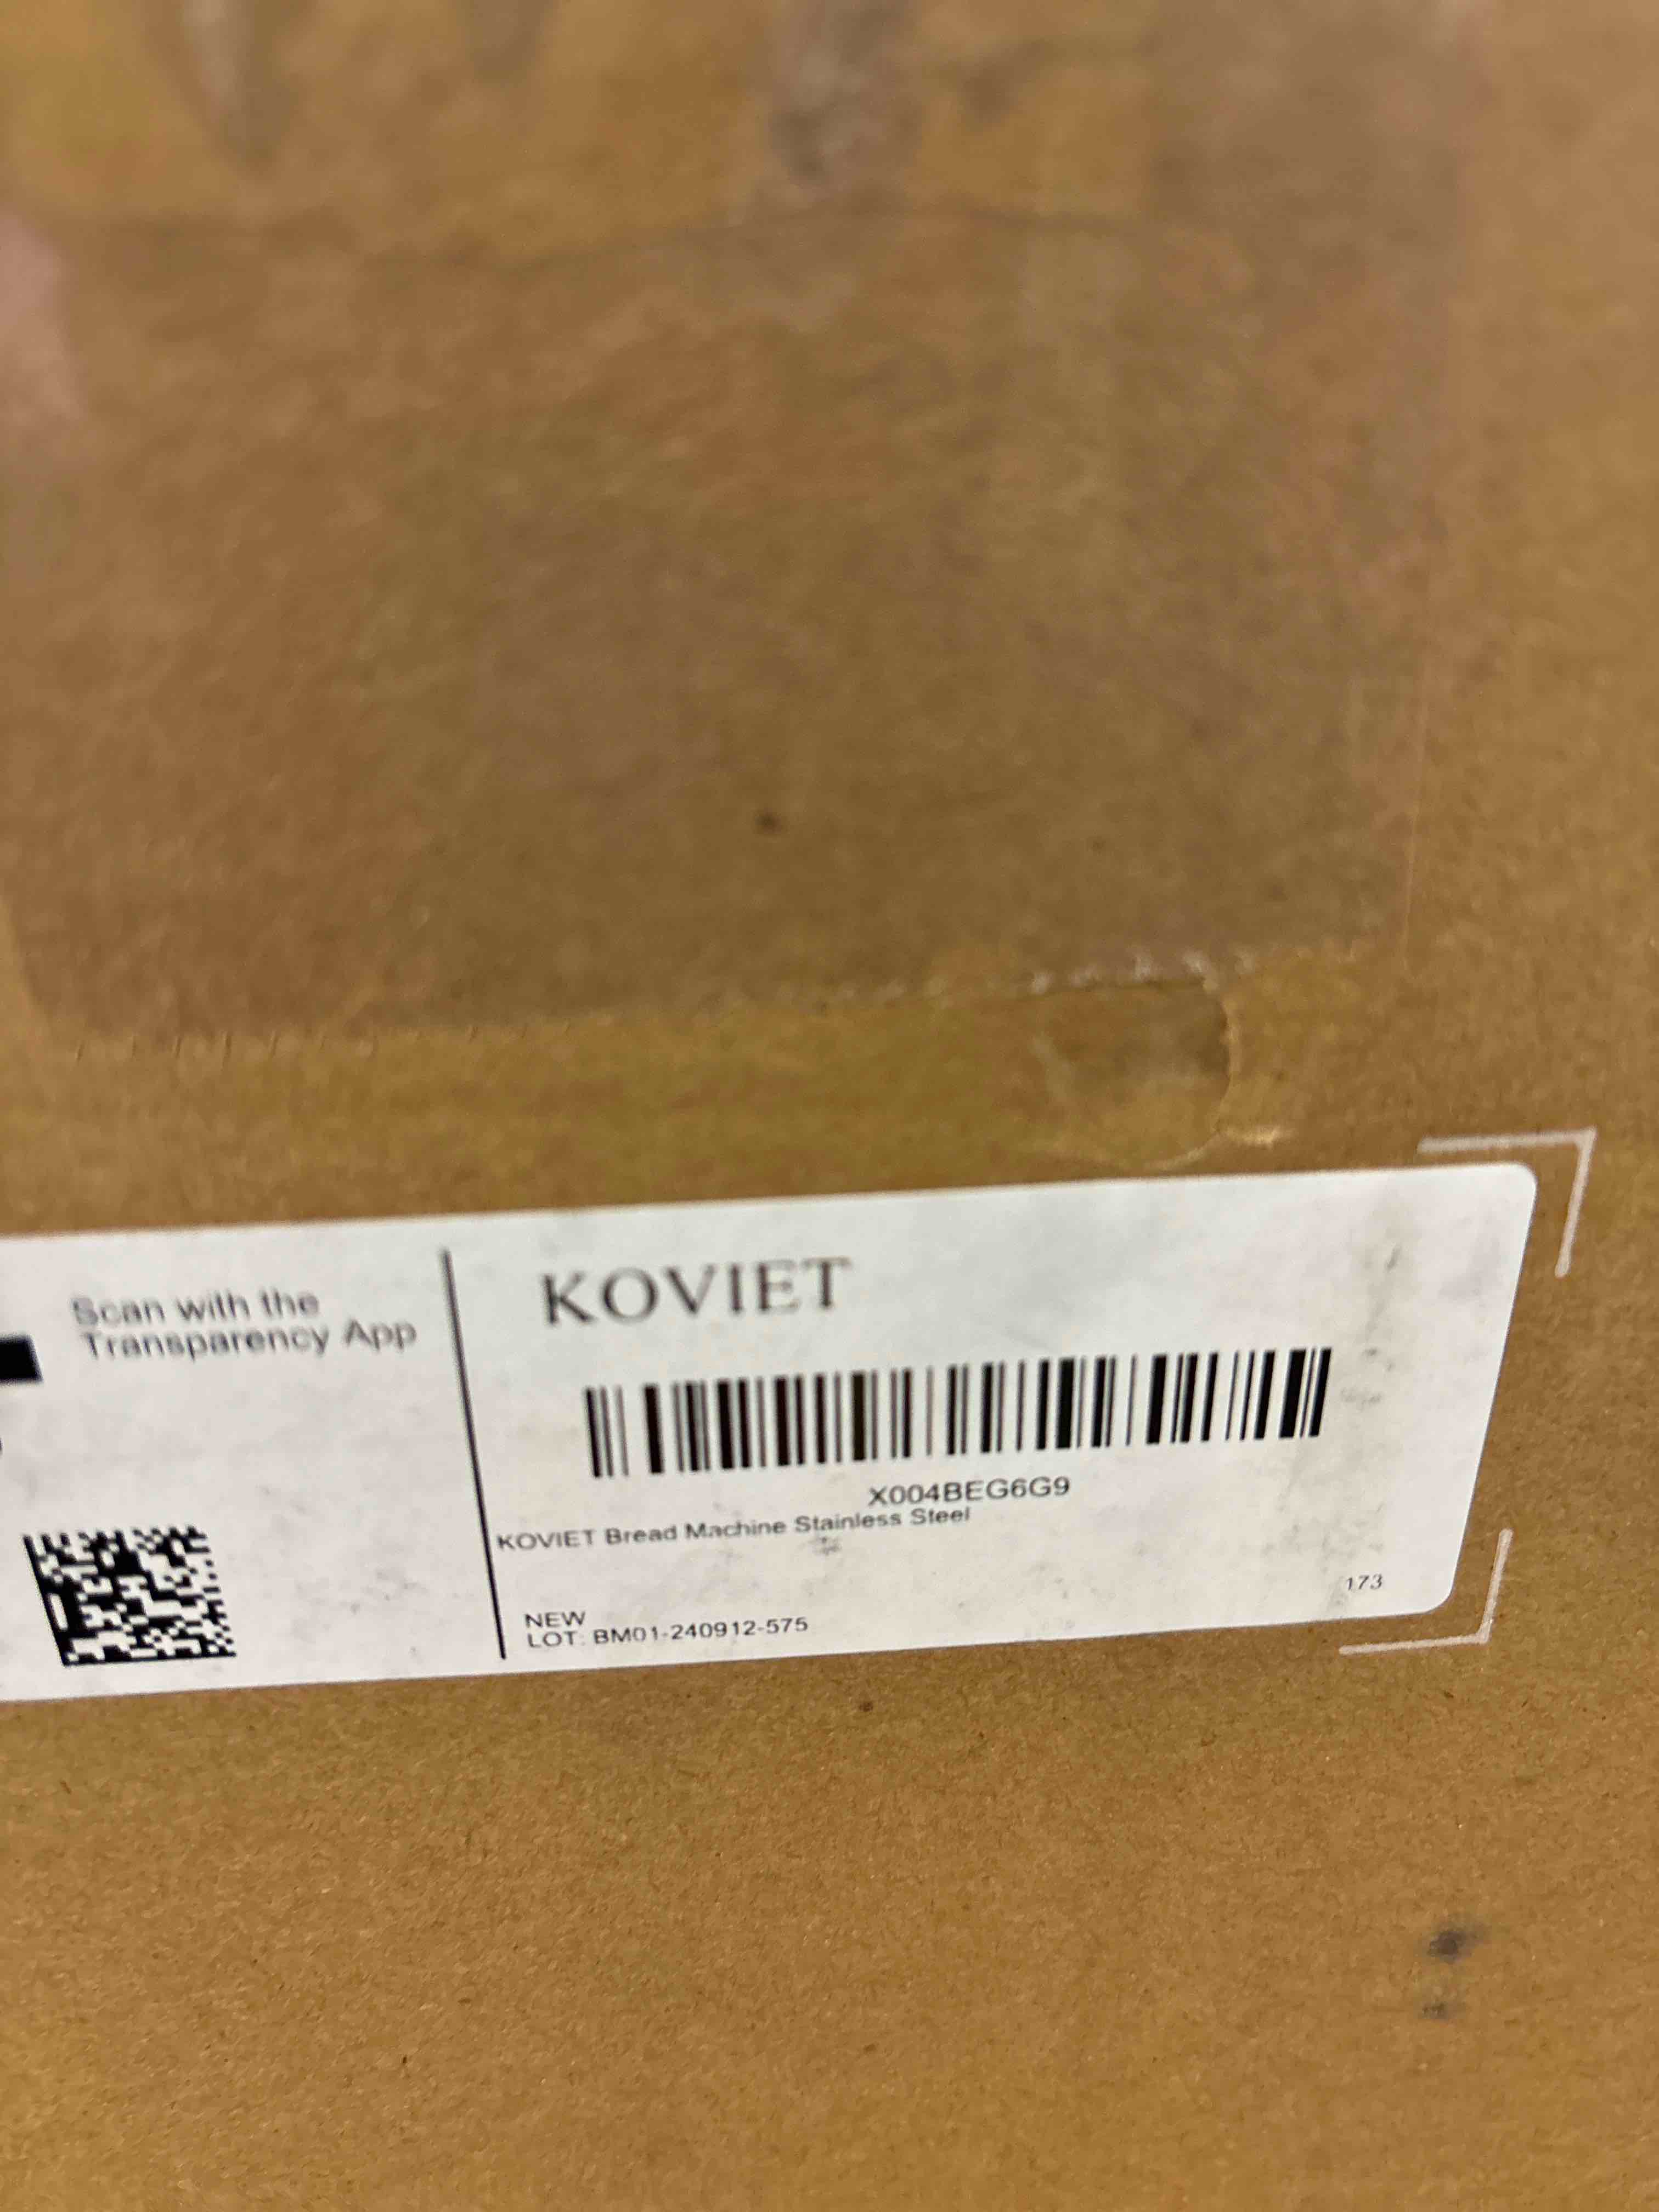 Scan with the
Transparency App
KOVIET
X004BEG6G9
KOVIET Bread Machine Stainless Steel
173
NEW
LOT: BM01-240912-575